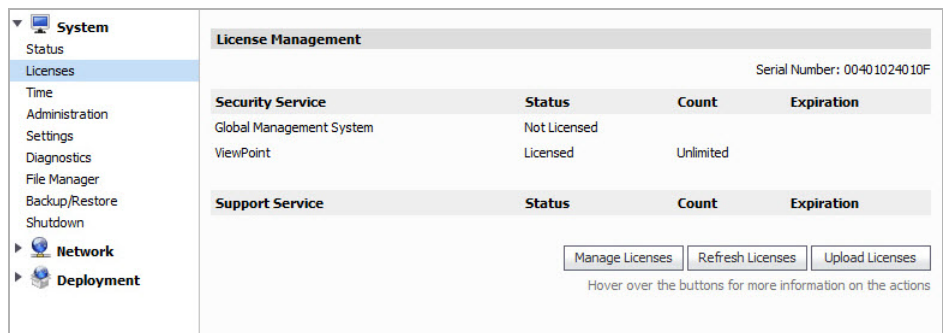 System
Status
Licenses
Time
Administration
Settings
Diagnostics
File Manager
Backup/Restore
Shutdown
Network
Deployment
License Management
Serial Number: 00401024010F
Security Service Status Count Expiration
Global Management System Not Licensed
ViewPoint Licensed Unlimited
Support Service Status Count Expiration
Manage Licenses Refresh Licenses Upload Licenses
Hover over the buttons for more information on the actions